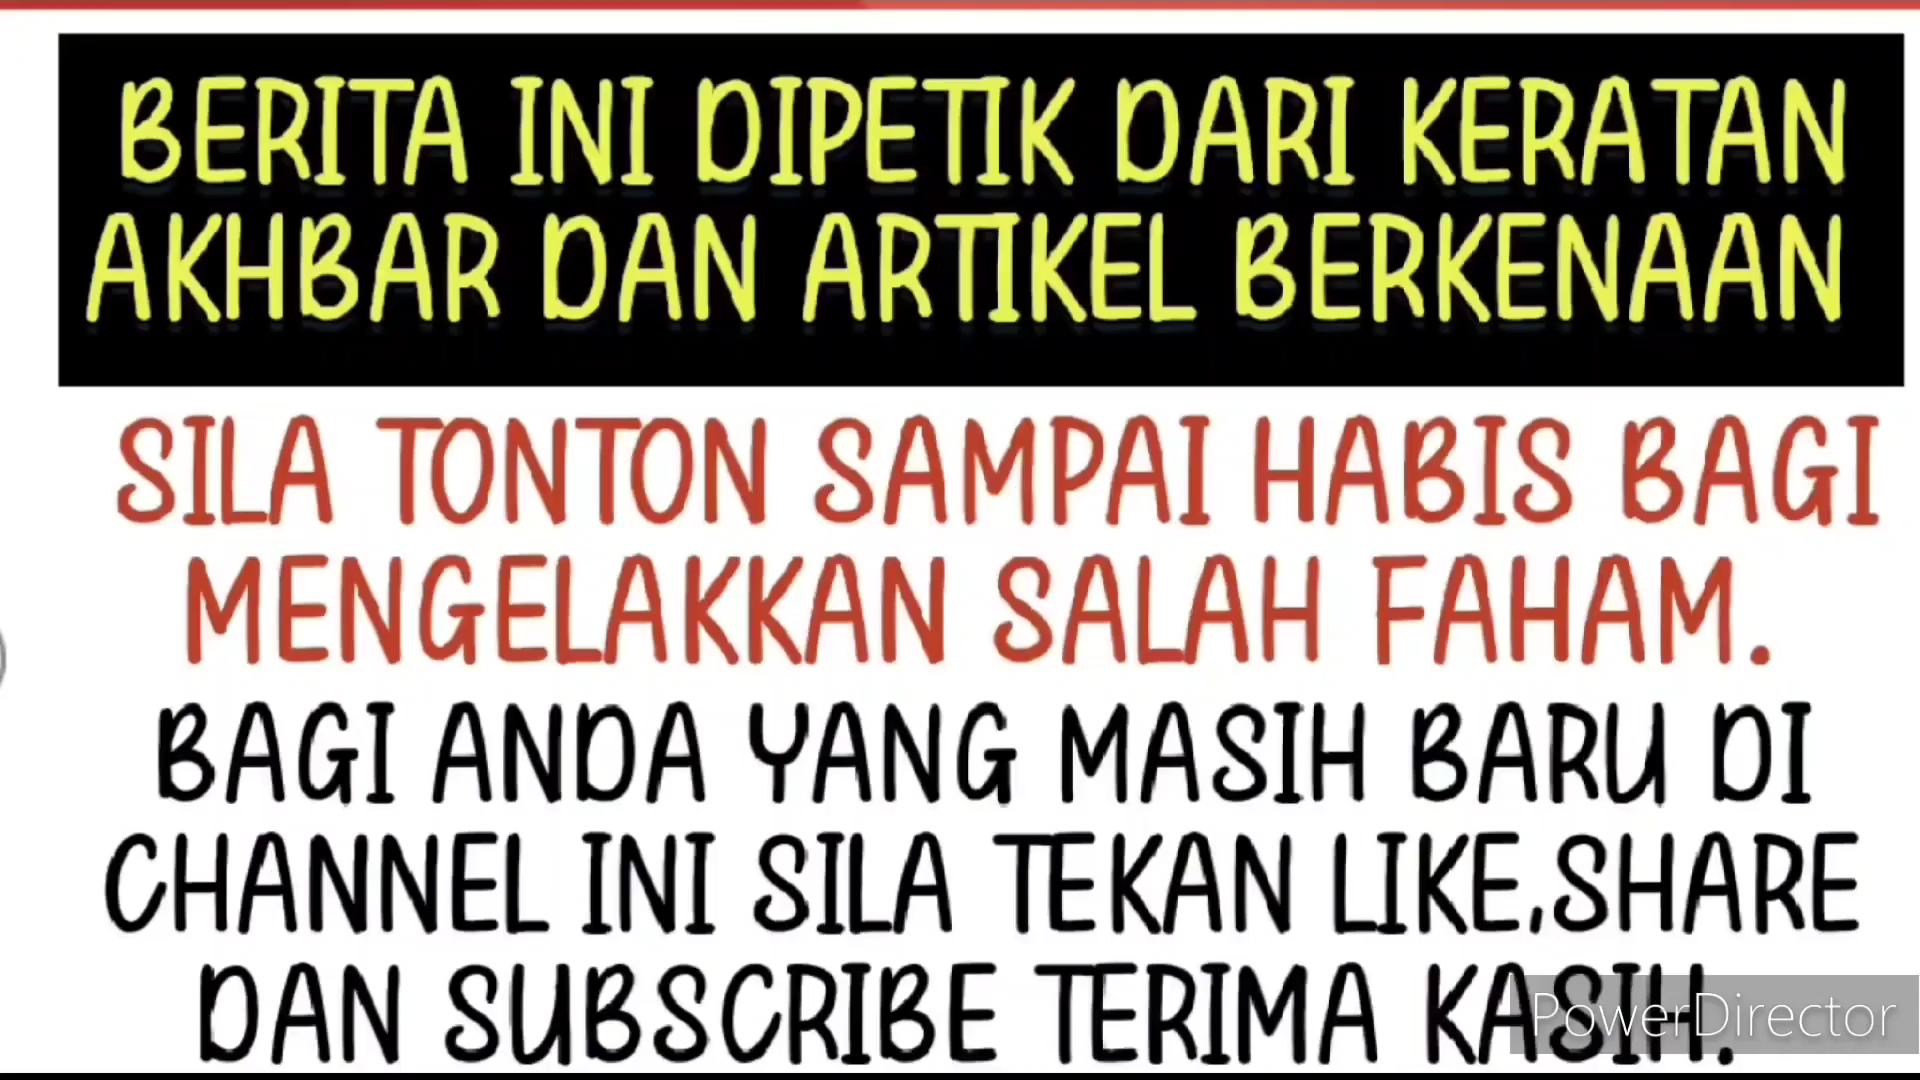 BERITA INI DIPETIK DARI KERATAN
AKHBAR DAN ARTIKEL BERKENAAN
SILA TONTON SAMPAI HABIS BAGI
MENGELAKKAN SALAH FAHAM.
BAGI ANDA YANG MASIH BARU DI
CHANNEL INI SILA TEKAN LIKE,SHARE
DAN SUBSCRIBE TERIMA KASIH.
PowerDirector